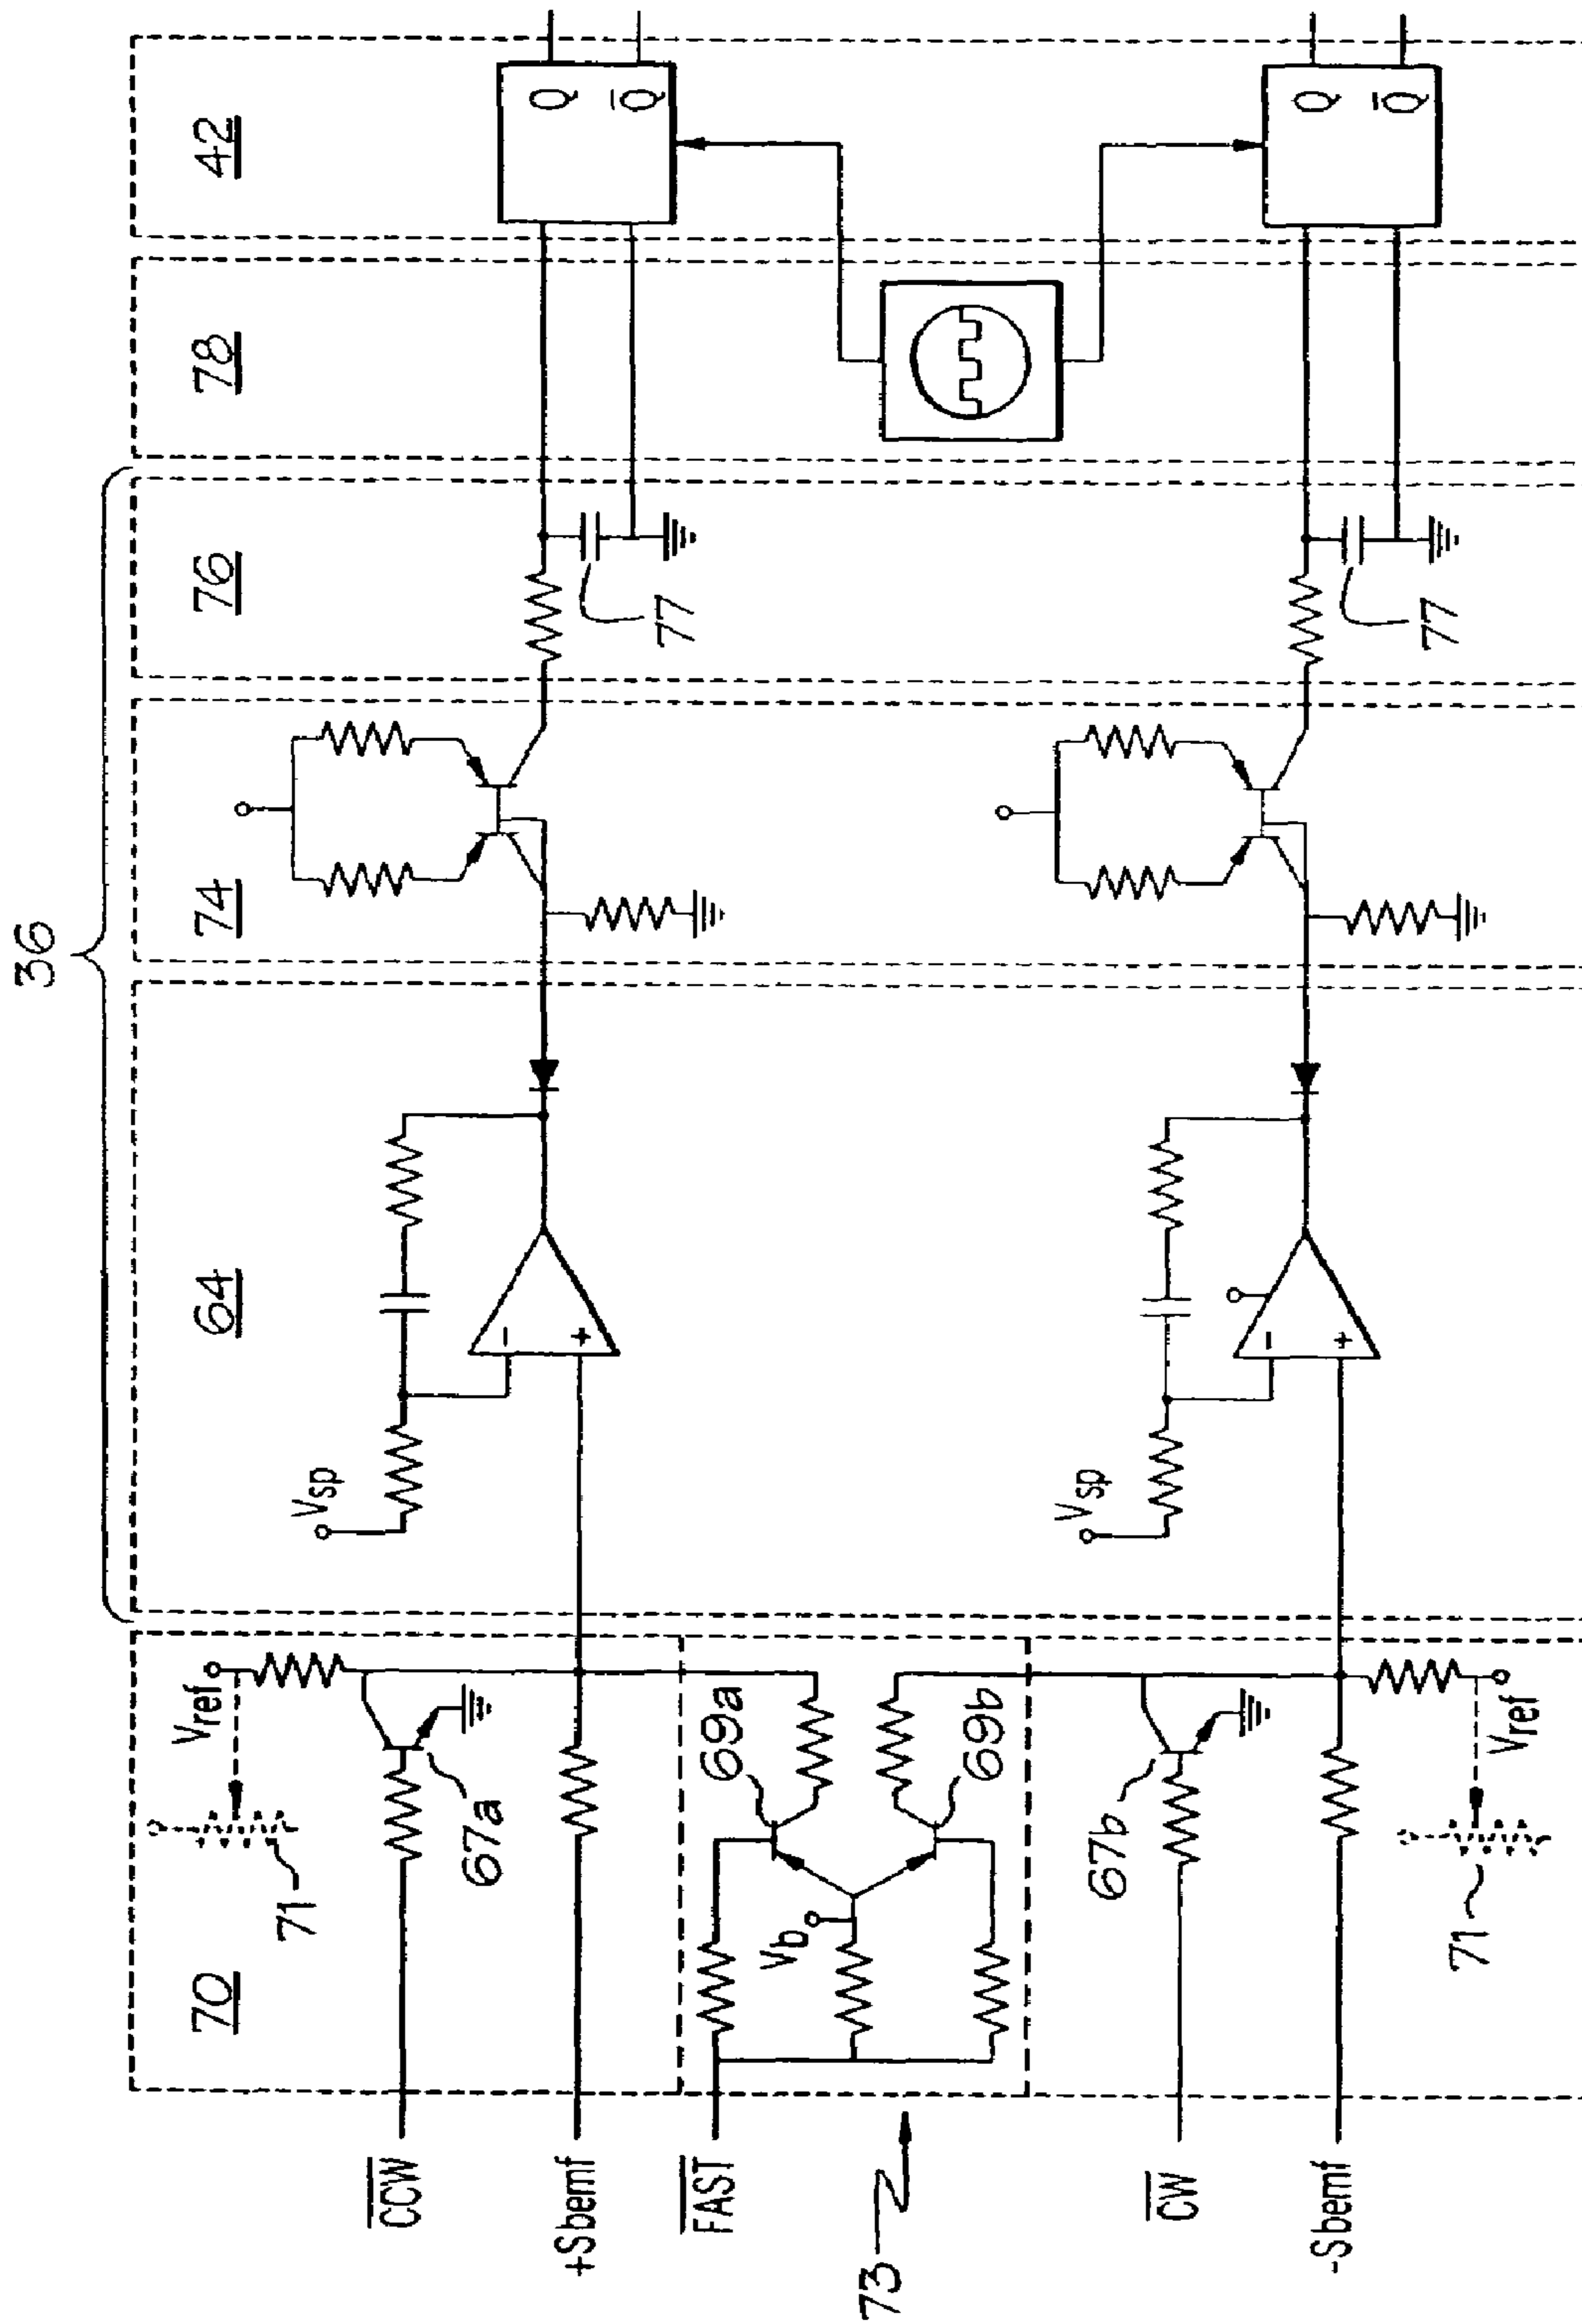 36
70
64
74
76
78
42
Vref
71
67a
CCW
+Sbemf
Vsp
-
+
77
Q
Q̅
FAST
73
Vb
69a
69b
CW
-Sbemf
67b
71
Vref
Vsp
-
+
77
Q
Q̅